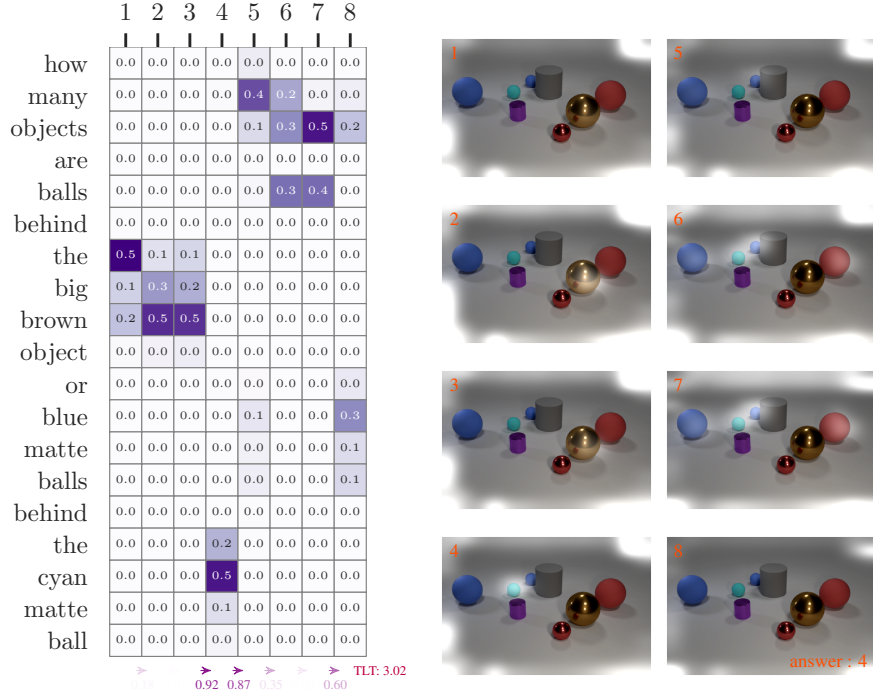 1 2 3 4 5 6 7 8
how 0.0 0.0 0.0 0.0 0.0 0.0 0.0 0.0
many 0.0 0.0 0.0 0.0 0.4 0.2 0.0 0.0
objects 0.0 0.0 0.0 0.0 0.1 0.3 0.5 0.2
are 0.0 0.0 0.0 0.0 0.0 0.0 0.0 0.0
balls 0.0 0.0 0.0 0.0 0.0 0.3 0.4 0.0
behind 0.0 0.0 0.0 0.0 0.0 0.0 0.0 0.0
the 0.5 0.1 0.1 0.0 0.0 0.0 0.0 0.0
big 0.1 0.3 0.2 0.0 0.0 0.0 0.0 0.0
brown 0.2 0.5 0.5 0.0 0.0 0.0 0.0 0.0
object 0.0 0.0 0.0 0.0 0.0 0.0 0.0 0.0
or 0.0 0.0 0.0 0.0 0.0 0.0 0.0 0.0
blue 0.0 0.0 0.0 0.0 0.1 0.0 0.0 0.3
matte 0.0 0.0 0.0 0.0 0.0 0.0 0.0 0.1
balls 0.0 0.0 0.0 0.0 0.0 0.0 0.0 0.1
behind 0.0 0.0 0.0 0.0 0.0 0.0 0.0 0.0
the 0.0 0.0 0.0 0.2 0.0 0.0 0.0 0.0
cyan 0.0 0.0 0.0 0.5 0.0 0.0 0.0 0.0
matte 0.0 0.0 0.0 0.1 0.0 0.0 0.0 0.0
ball 0.0 0.0 0.0 0.0 0.0 0.0 0.0 0.0
TLT: 3.02
0.92 0.87 0.35 0.60
1
2
3
4
5
6
7
8
answer : 4